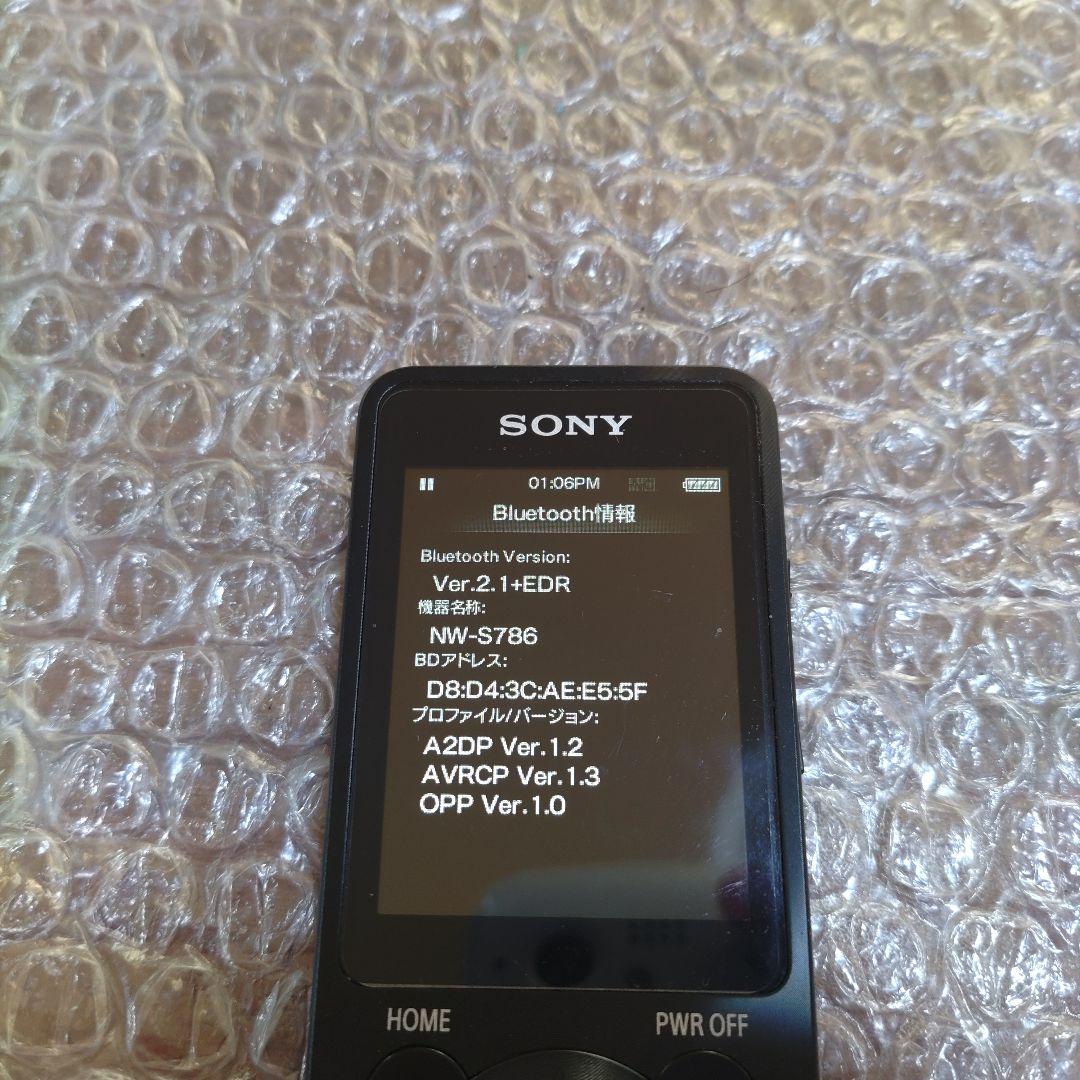 SONY
01:06PM
Bluetooth情報
Bluetooth Version:
Ver.2.1+EDR
機器名称:
NW-S786
BDアドレス:
D8:D4:3C:AE:E5:5F
プロファイル/バージョン:
A2DP Ver.1.2
AVRCP Ver.1.3
OPP Ver.1.0
HOME
PWR OFF